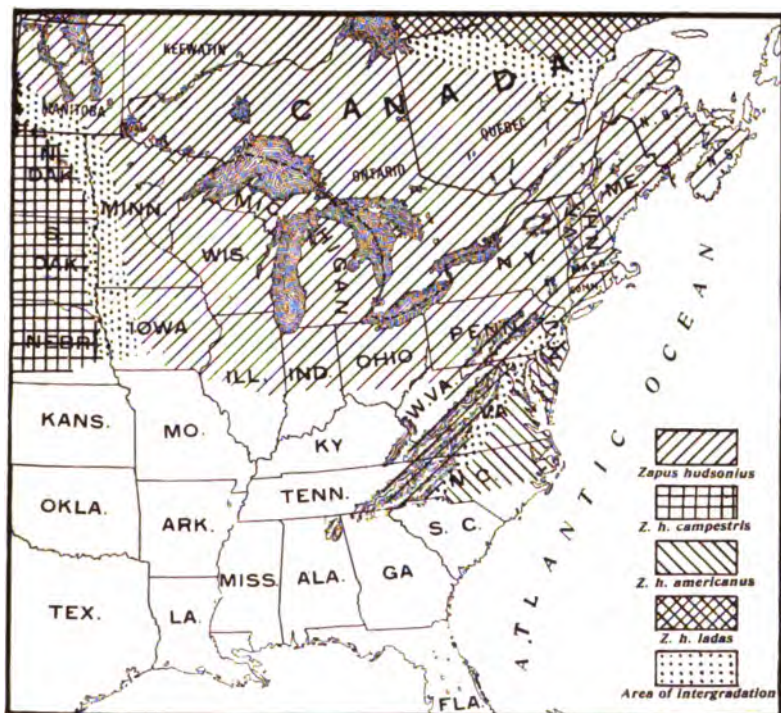 KEEWATIN
MANITOBA
CANADA
QUEBEC
ONTARIO
N. B.
N. S.
ME.
N. DAK.
S. DAK.
MINN.
WIS.
MICHIGAN
N.Y.
MASS.
CONN.
NEBR.
IOWA
ILL.
IND.
OHIO
PENN.
W.VA.
VA
KANS.
MO.
KY
N. C.
TENN.
OKLA.
ARK.
S. C.
MISS.
ALA.
GA
TEX.
LA.
FLA.
ATLANTIC OCEAN
Zapus hudsonius
Z. h. campestris
Z. h. americanus
Z. h. ladas
Area of intergradation